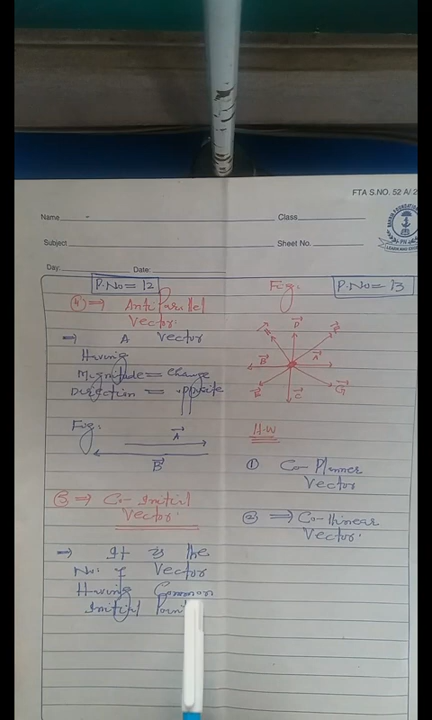 FTA S.NO. 52 A/2
Name
Class
Subject
Sheet No.
Day:
Date:
P.No = 12
4 ⇒ Anti Parallel
Vector.
⇒ A Vector
Having
Magnitude = Change
Direction = opposite
Fig.
A
B
5 ⇒ Co-Initial
Vector.
⇒ It is the
No. of Vector
Having Common
Initial Point
P.No = 13
Fig.
D
B
A
C
G
H.W
① Co-Planner
Vector
② ⇒ Co-llinear
Vector.